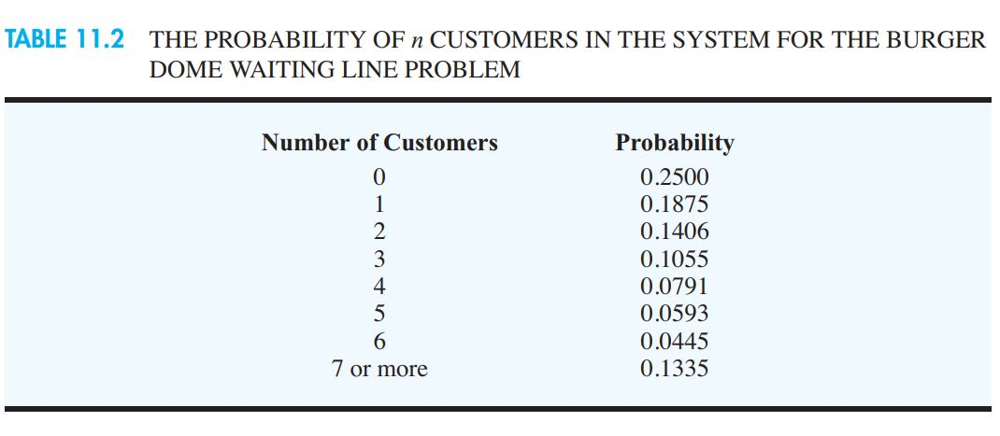 TABLE 11.2 THE PROBABILITY OF n CUSTOMERS IN THE SYSTEM FOR THE BURGER
DOME WAITING LINE PROBLEM
Number of Customers Probability
0 0.2500
1 0.1875
2 0.1406
3 0.1055
4 0.0791
5 0.0593
6 0.0445
7 or more 0.1335